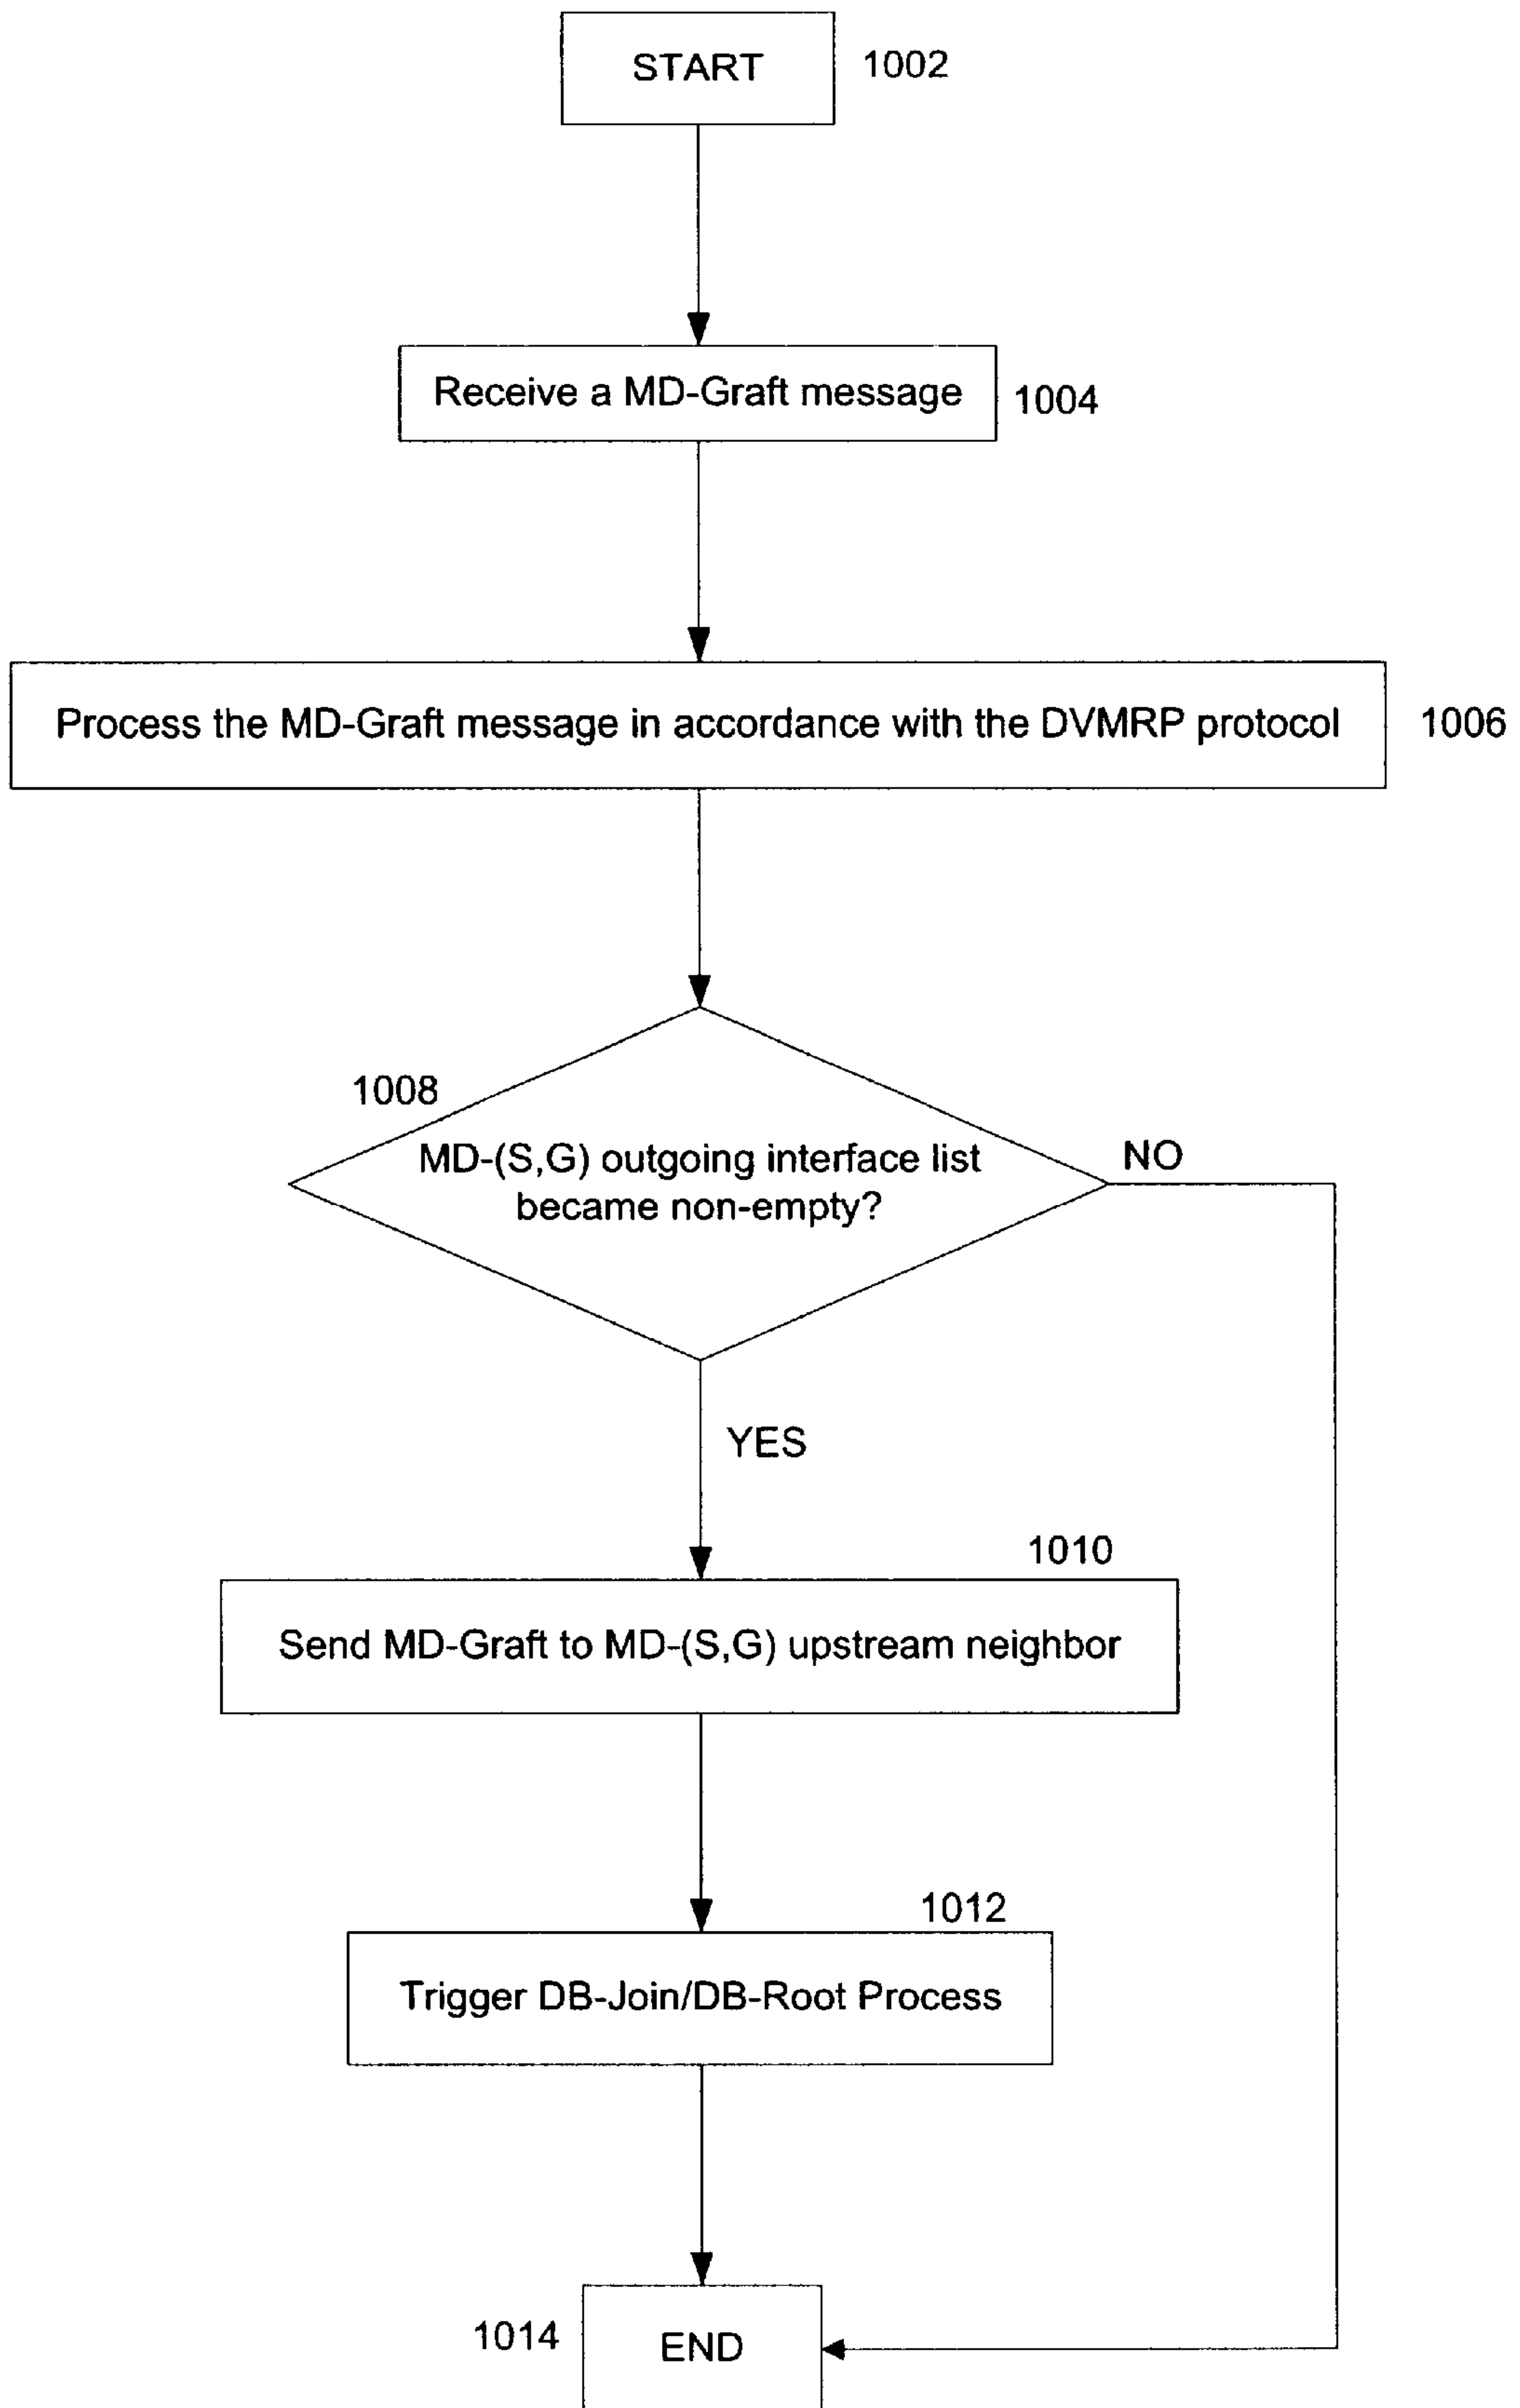 START 1002
Receive a MD-Graft message 1004
Process the MD-Graft message in accordance with the DVMRP protocol 1006
1008
MD-(S,G) outgoing interface list
became non-empty?
NO
YES
1010
Send MD-Graft to MD-(S,G) upstream neighbor
1012
Trigger DB-Join/DB-Root Process
1014 END